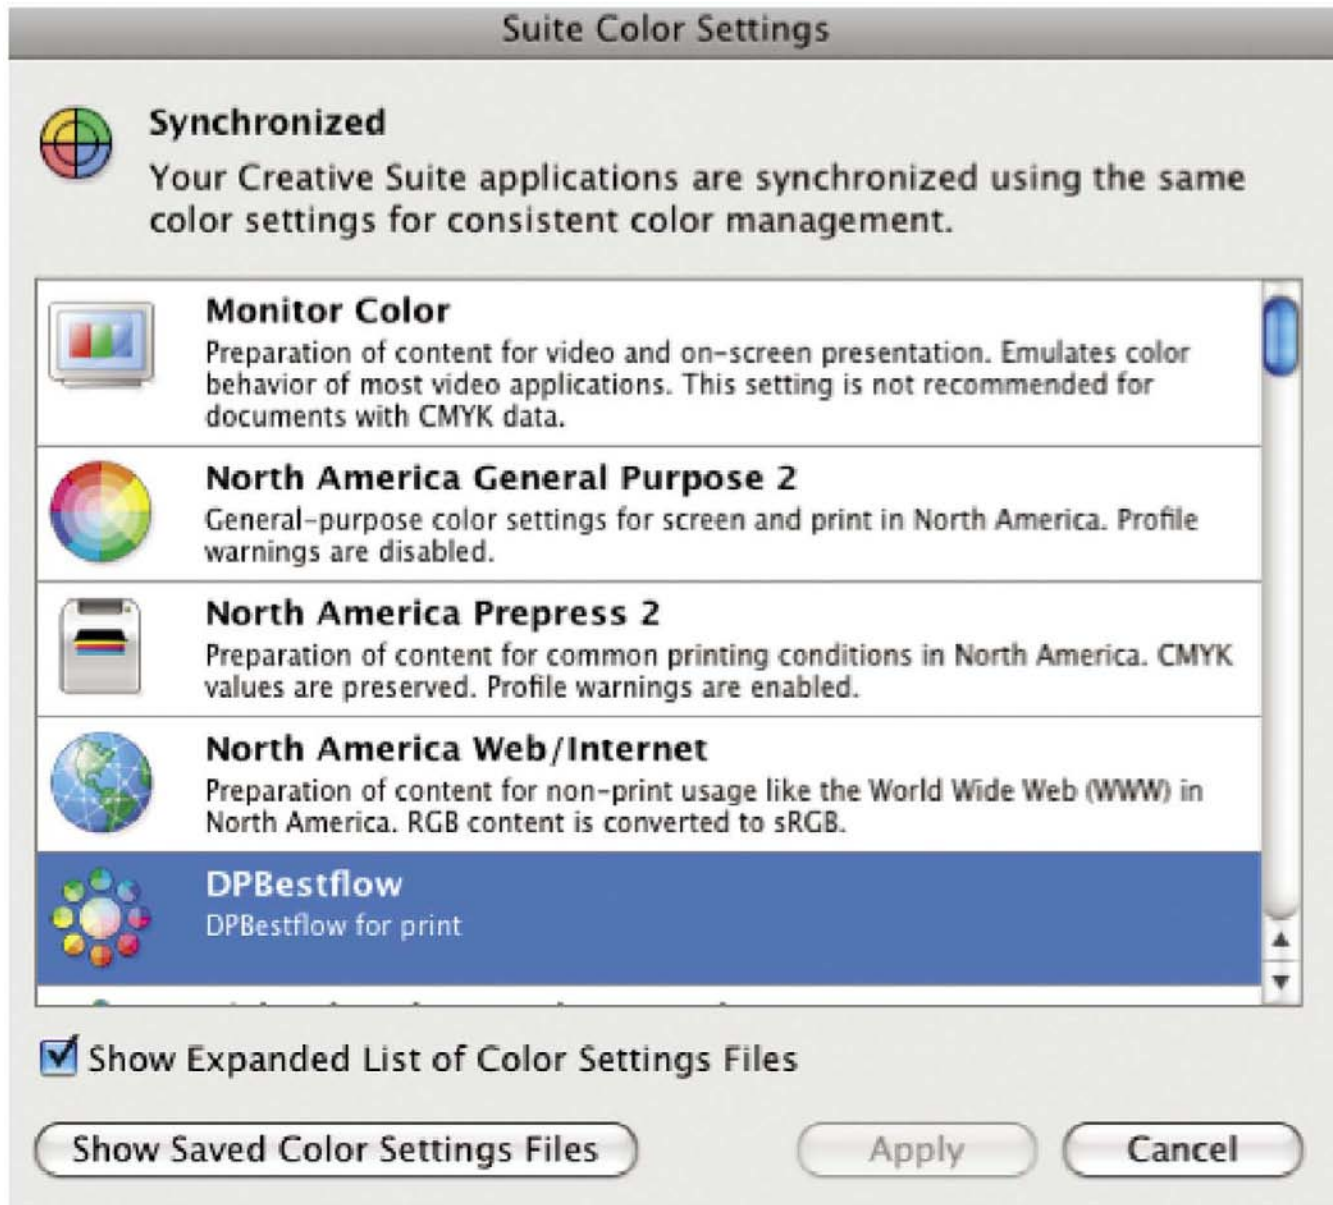 Suite Color Settings
Synchronized
Your Creative Suite applications are synchronized using the same
color settings for consistent color management.
Monitor Color
Preparation of content for video and on-screen presentation. Emulates color
behavior of most video applications. This setting is not recommended for
documents with CMYK data.
North America General Purpose 2
General-purpose color settings for screen and print in North America. Profile
warnings are disabled.
North America Prepress 2
Preparation of content for common printing conditions in North America. CMYK
values are preserved. Profile warnings are enabled.
North America Web/Internet
Preparation of content for non-print usage like the World Wide Web (WWW) in
North America. RGB content is converted to sRGB.
DPBestflow
DPBestflow for print
Show Expanded List of Color Settings Files
Show Saved Color Settings Files
Apply
Cancel